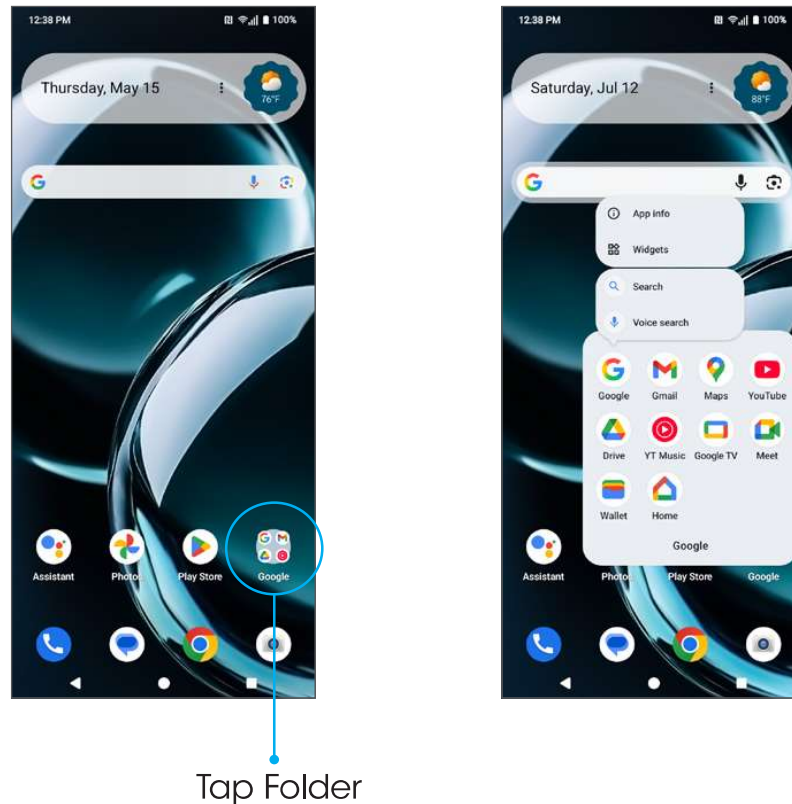 12:38 PM 100%
Thursday, May 15
76°F
Assistant Photos Play Store Google
12:38 PM 100%
Saturday, Jul 12
88°F
App info
Widgets
Search
Voice search
Google Gmail Maps YouTube
Drive YT Music Google TV Meet
Wallet Home
Google
Assistant Photos Play Store Google
Tap Folder